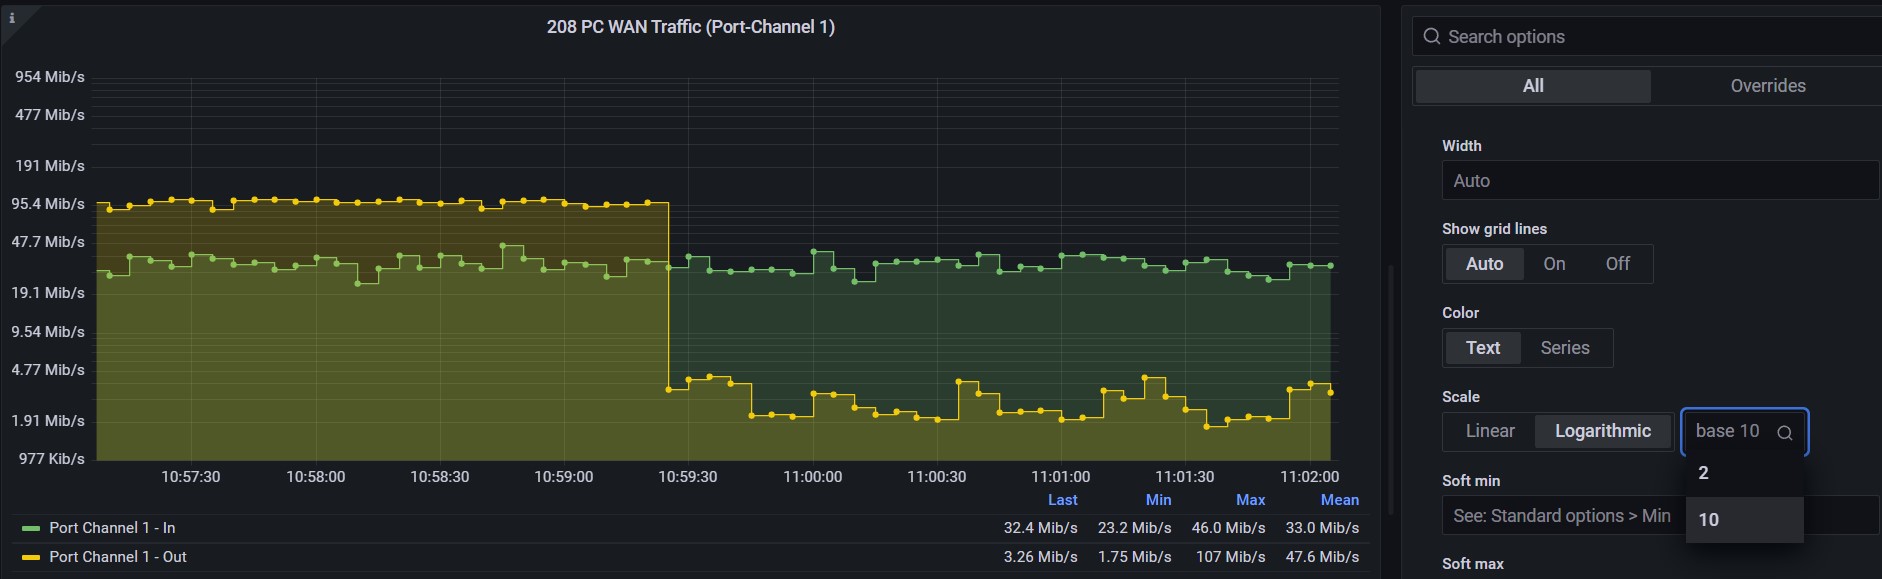 i
208 PC WAN Traffic (Port-Channel 1)
954 Mib/s
477 Mib/s
191 Mib/s
95.4 Mib/s
47.7 Mib/s
19.1 Mib/s
9.54 Mib/s
4.77 Mib/s
1.91 Mib/s
977 Kib/s
10:57:30 10:58:00 10:58:30 10:59:00 10:59:30 11:00:00 11:00:30 11:01:00 11:01:30 11:02:00
Last Min Max Mean
Port Channel 1 - In 32.4 Mib/s 23.2 Mib/s 46.0 Mib/s 33.0 Mib/s
Port Channel 1 - Out 3.26 Mib/s 1.75 Mib/s 107 Mib/s 47.6 Mib/s
Search options
All Overrides
Width
Auto
Show grid lines
Auto On Off
Color
Text Series
Scale
Linear Logarithmic base 10
2
10
Soft min
See: Standard options > Min
Soft max